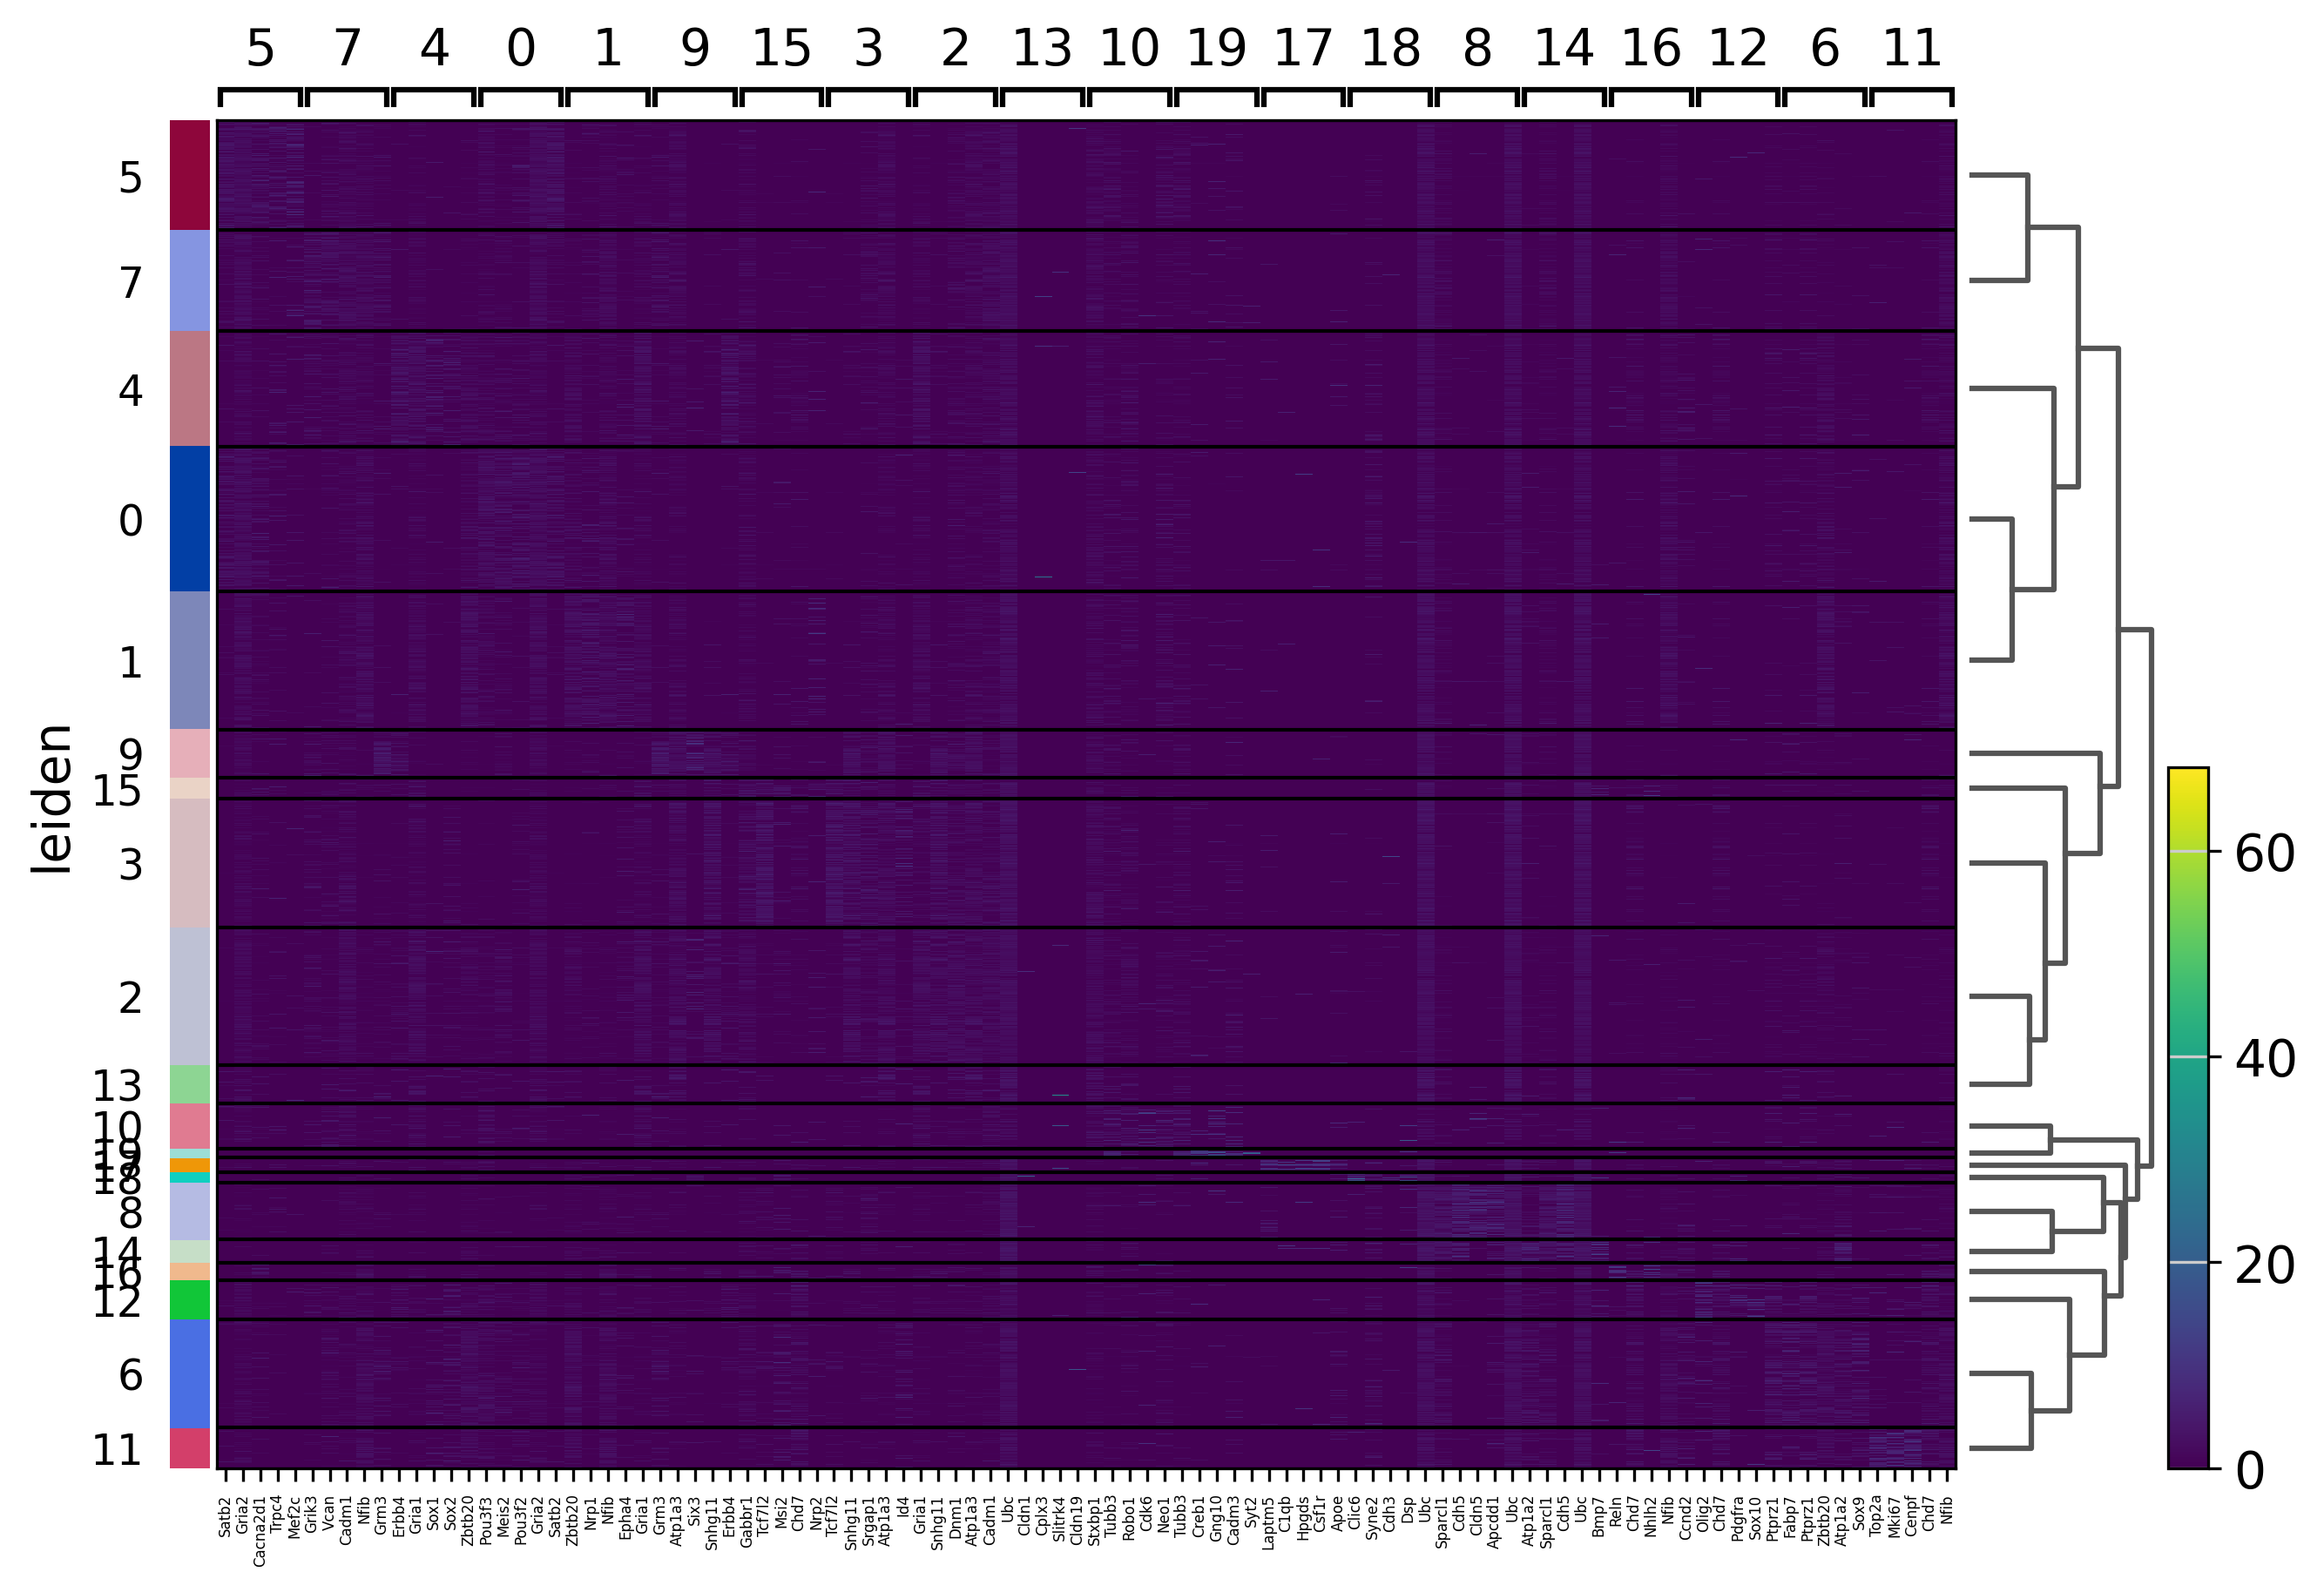 5 7 4 0 1 9 15 3 2 13 10 19 17 18 8 14 16 12 6 11
leiden
5
7
4
0
1
9
15
3
2
13
10
19
17
18
8
14
16
12
6
11
60
40
20
0
Satb2
Gria2
Cacna2d1
Trpc4
Mef2c
Grik3
Vcan
Cadm1
Nfib
Grm3
Erbb4
Gria1
Sox1
Sox2
Zbtb20
Pou3f3
Meis2
Pou3f2
Gria2
Satb2
Zbtb20
Nrp1
Nfib
Epha4
Gria1
Grm3
Atp1a3
Six3
Snhg11
Erbb4
Gabbr1
Tcf7l2
Msi2
Chd7
Nrp2
Tcf7l2
Snhg11
Srgap1
Atp1a3
Id4
Gria1
Snhg11
Dnm1
Atp1a3
Cadm1
Ubc
Cldn1
Cplx3
Slitrk4
Cldn19
Stxbp1
Tubb3
Robo1
Cdk6
Neo1
Tubb3
Creb1
Gng10
Cadm3
Syt2
Laptm5
C1qb
Hpgds
Csf1r
Apoe
Clic6
Syne2
Cdh3
Dsp
Ubc
Sparcl1
Cdh5
Cldn5
Apcdd1
Ubc
Atp1a2
Sparcl1
Cdh5
Ubc
Bmp7
Reln
Chd7
Nhlh2
Nfib
Ccnd2
Olig2
Chd7
Pdgfra
Sox10
Ptprz1
Fabp7
Ptprz1
Zbtb20
Atp1a2
Sox9
Top2a
Mki67
Cenpf
Chd7
Nfib